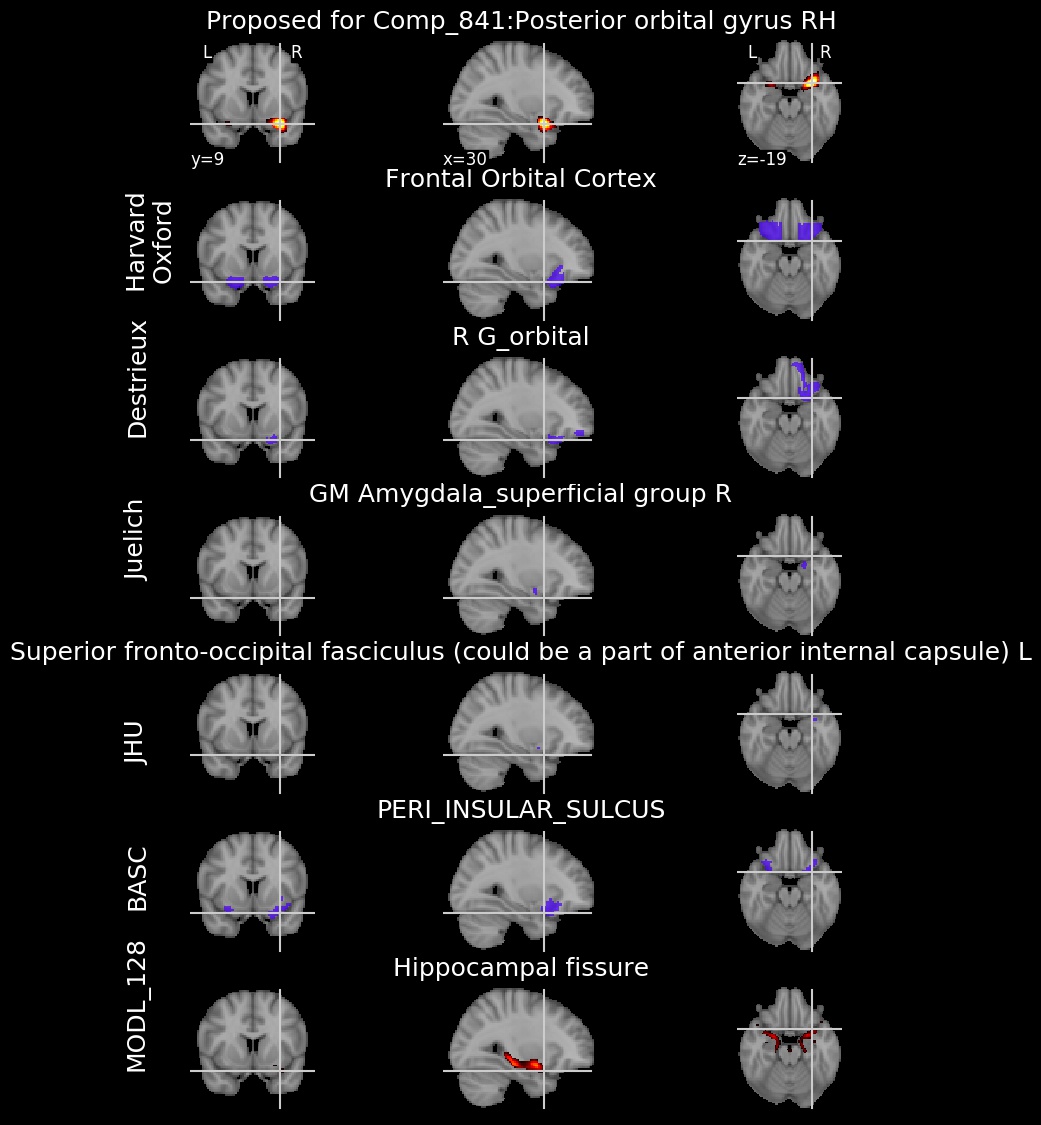 Proposed for Comp_841:Posterior orbital gyrus RH
L R
L R
y=9
x=30
z=-19
Frontal Orbital Cortex
Harvard
Oxford
R G_orbital
Destrieux
GM Amygdala_superficial group R
Juelich
Superior fronto-occipital fasciculus (could be a part of anterior internal capsule) L
JHU
PERI_INSULAR_SULCUS
BASC
Hippocampal fissure
MODL_128